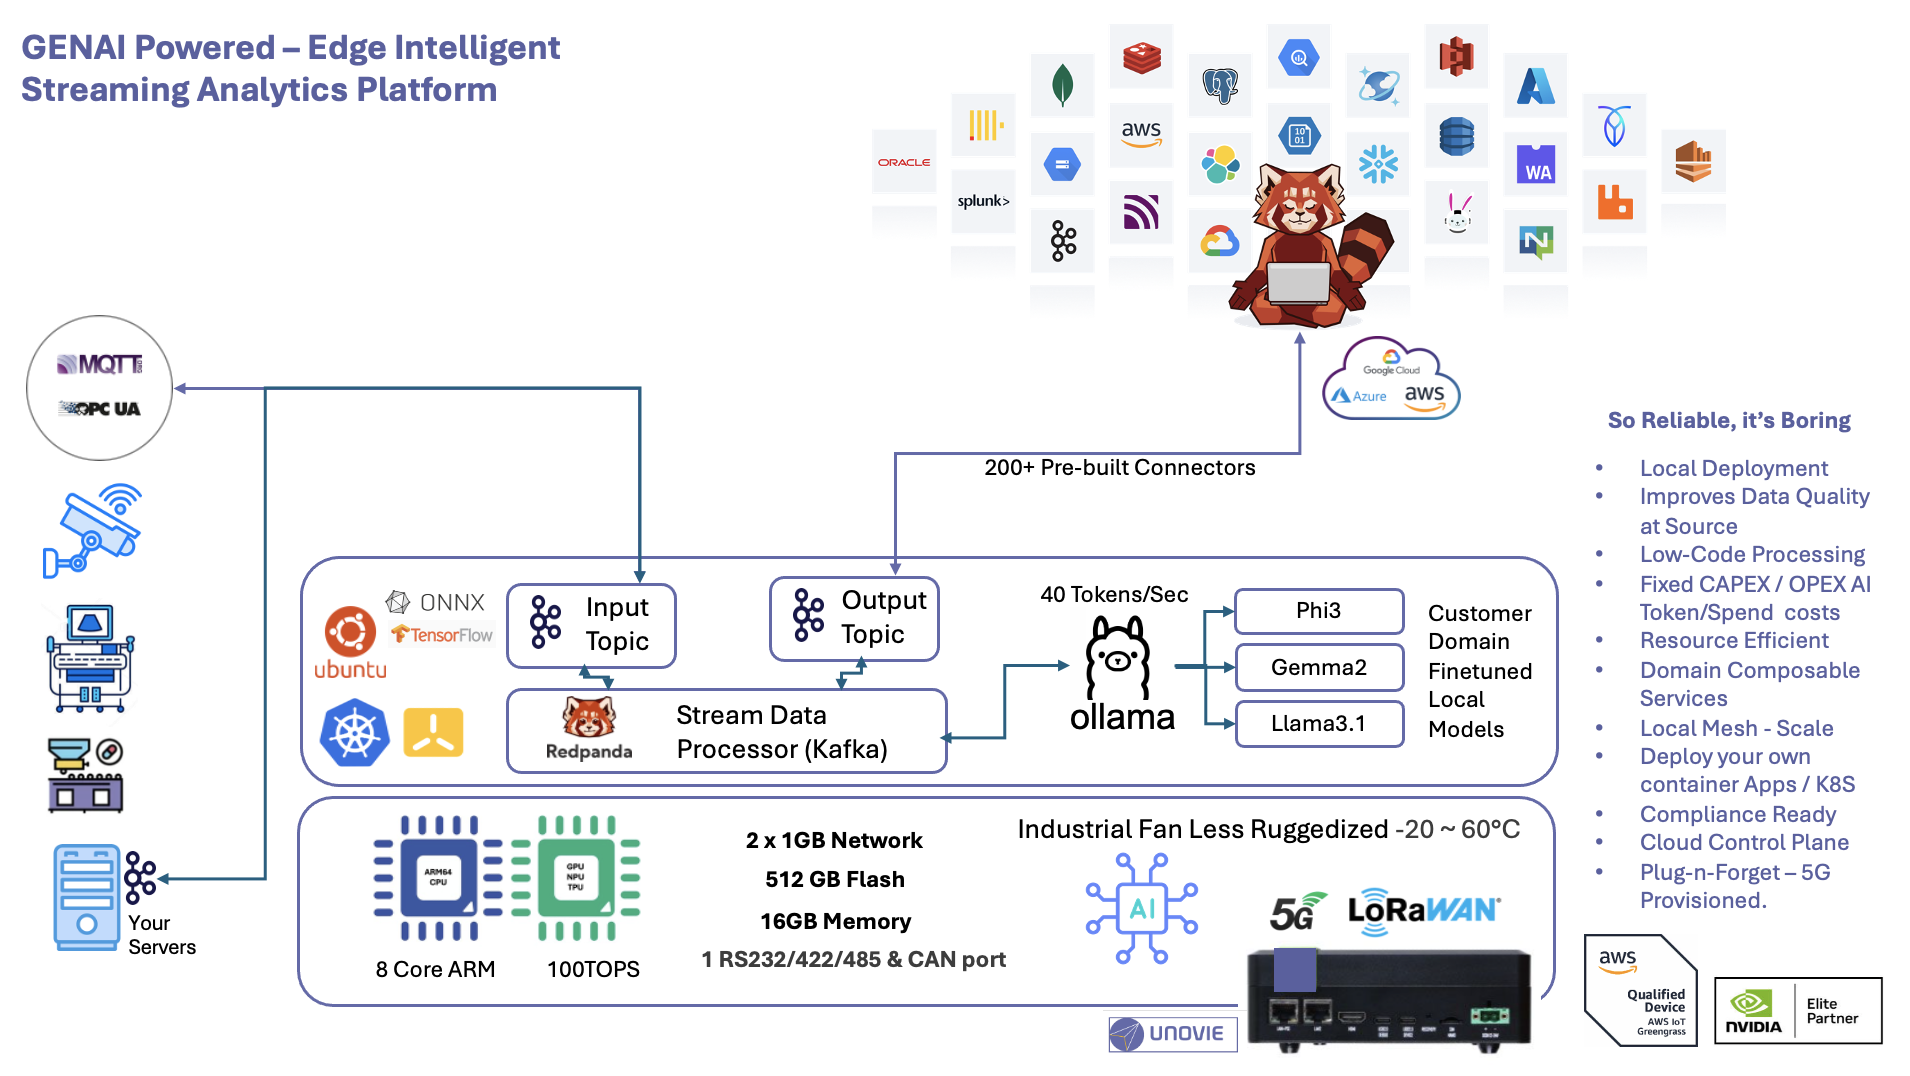 GENAI Powered – Edge Intelligent
Streaming Analytics Platform
ORACLE
splunk>
aws
10
01
WA
N
MQTT
.ORG
OPC UA
Google Cloud
Azure
aws
200+ Pre-built Connectors
So Reliable, it’s Boring
• Local Deployment
• Improves Data Quality
at Source
• Low-Code Processing
• Fixed CAPEX / OPEX AI
Token/Spend costs
• Resource Efficient
• Domain Composable
Services
• Local Mesh - Scale
• Deploy your own
container Apps / K8S
• Compliance Ready
• Cloud Control Plane
• Plug-n-Forget – 5G
Provisioned.
ubuntu
ONNX
TensorFlow
Input
Topic
Output
Topic
Redpanda
Stream Data
Processor (Kafka)
40 Tokens/Sec
ollama
Phi3
Gemma2
Llama3.1
Customer
Domain
Finetuned
Local
Models
Your
Servers
ARM64
CPU
8 Core ARM
GPU
NPU
TPU
100TOPS
2 x 1GB Network
512 GB Flash
16GB Memory
1 RS232/422/485 & CAN port
Industrial Fan Less Ruggedized -20 ~ 60°C
AI
5G
LoRaWAN®
UNOVIE
aws
Qualified
Device
AWS IoT
Greengrass
NVIDIA
Elite
Partner